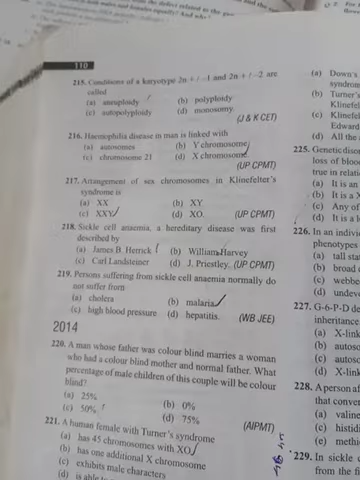 110
215. Conditions of a karyotype 2n + / −1 and 2n + / −2 are
called
(a) aneuploidy (b) polyploidy
(c) autopolyploidy (d) monosomy
(J & K CET)
216. Haemophilia disease in man is linked with
(a) autosomes (b) Y chromosome
(c) chromosome 21 (d) X chromosome
(UP CPMT)
217. Arrangement of sex chromosomes in Klinefelter's
syndrome is
(a) XX (b) XY
(c) XXY (d) XO. (UP CPMT)
218. Sickle cell anaemia, a hereditary disease was first
described by
(a) James B. Herrick (b) William Harvey
(c) Carl Landsteiner (d) J. Priestley. (UP CPMT)
219. Persons suffering from sickle cell anaemia normally do
not suffer from
(a) cholera (b) malaria
(c) high blood pressure (d) hepatitis. (WB JEE)
2014
220. A man whose father was colour blind marries a woman
who had a colour blind mother and normal father. What
percentage of male children of this couple will be colour
blind?
(a) 25% (b) 0%
(c) 50% (d) 75%
(AIPMT)
221. A human female with Turner's syndrome
(a) has 45 chromosomes with XO
(b) has one additional X chromosome
(c) exhibits male characters
(d) is able to
(a) Down's
syndrom
(b) Turner's
Klinefel
(c) Klinefel
Edward
(d) All the
225. Genetic disor
loss of blood
true in relati
(a) It is an
(b) It is a X
(c) Any of
(d) It is a
226. In an indivi
phenotypes
(a) tall stat
(b) broad
(c) webbe
(d) undev
227. G-6-P-D de
inheritance
(a) X-link
(b) autoso
(c) autoso
(d) X-link
228. A person af
that conver
(a) valine
(c) histidi
(e) methi
229. In sickle c
from the fi